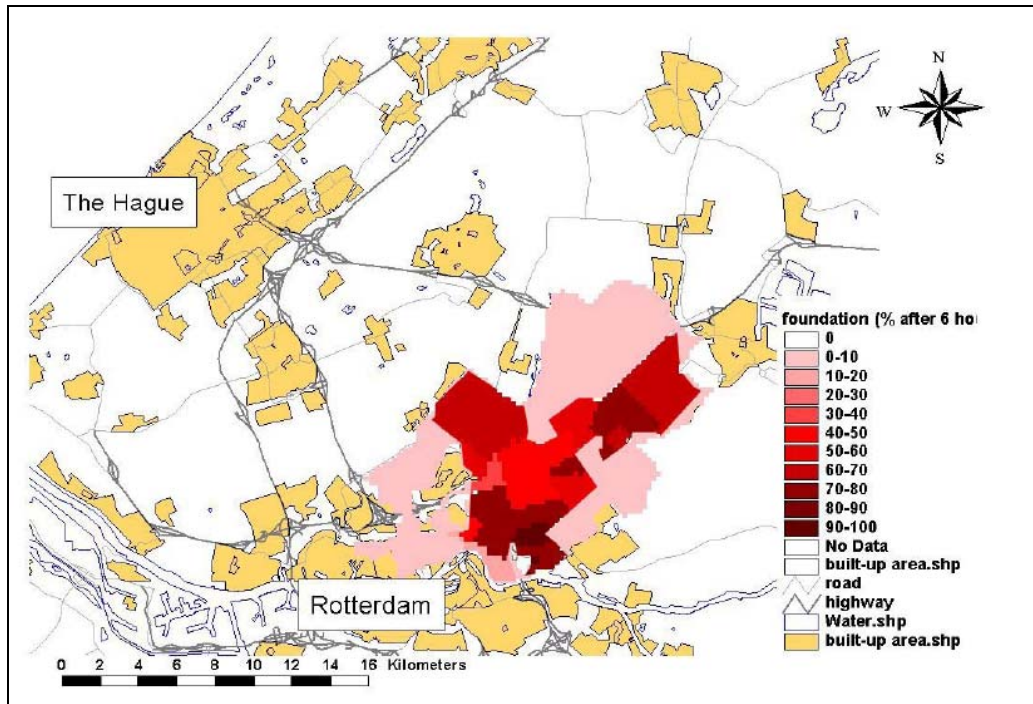 N
W
S
The Hague
foundation (% after 6 hou
0
0-10
10-20
20-30
30-40
40-50
50-60
60-70
70-80
80-90
90-100
No Data
built-up area.shp
road
highway
Water.shp
built-up area.shp
Rotterdam
0 2 4 6 8 10 12 14 16 Kilometers